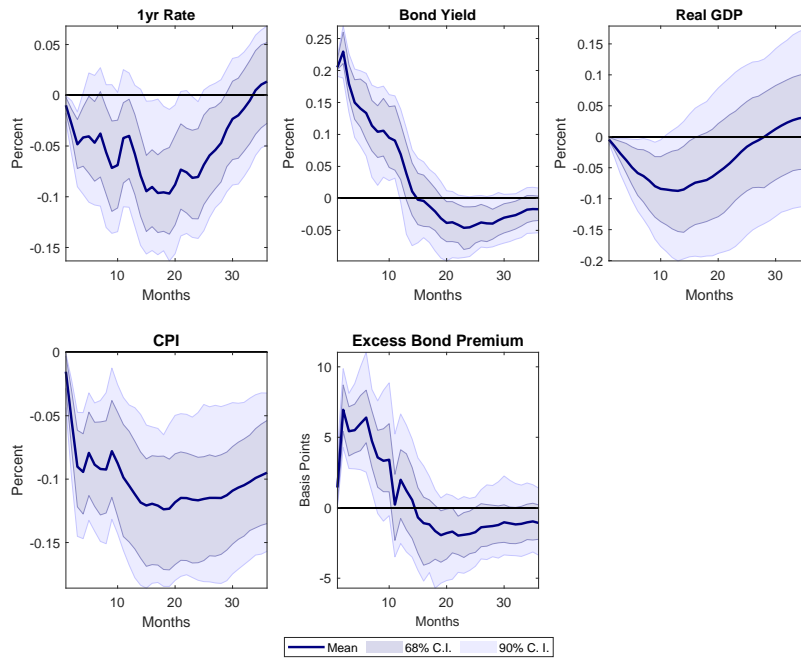 1yr Rate
0.05
0
-0.05
-0.1
-0.15
Percent
10 20 30
Months
Bond Yield
0.25
0.20
0.15
0.1
0.05
0
-0.05
Percent
10 20 30
Months
Real GDP
0.15
0.1
0.05
0
-0.05
-0.1
-0.15
-0.2
Percent
10 20 30
Months
CPI
0
-0.05
-0.1
-0.15
Percent
10 20 30
Months
Excess Bond Premium
10
5
0
-5
Basis Points
10 20 30
Months
Mean 68% C.I. 90% C. I.